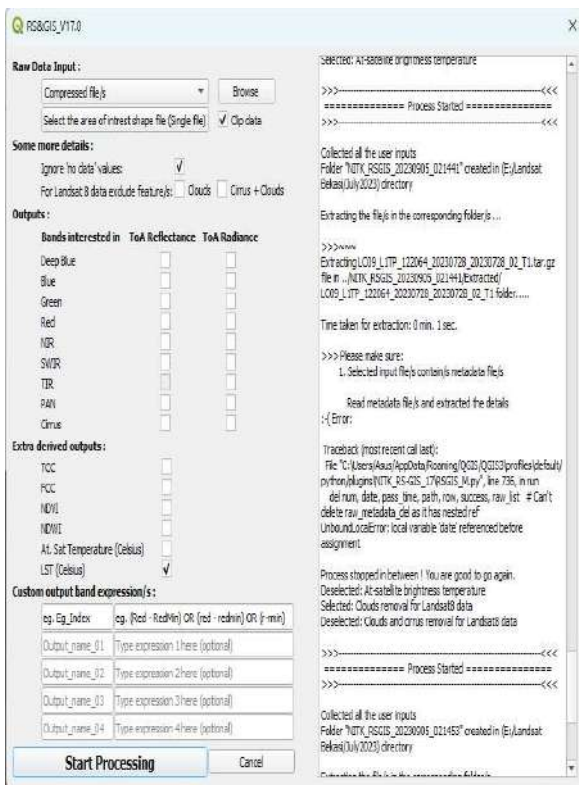 RS&GIS_V17.0
Raw Data Input :
Compressed file/s
Browse
Select the area of intrest shape file (Single file)
Clip data
Some more details :
Ignore 'no data' values:
For Landsat 8 data exclude feature/s:
Clouds
Cirrus + Clouds
Outputs :
Bands interested in ToA Reflectance ToA Radiance
Deep Blue
Blue
Green
Red
NIR
SWIR
TIR
PAN
Cirrus
Extra derived outputs :
TCC
FCC
NDVI
NDWI
At. Sat Temperature (Celsius)
LST (Celsius)
Custom output band expression/s :
eg. Eg_Index
eg. (Red - RedMin) OR (red - redmin) OR (r-min)
Output_name_01
Type expression 1 here (optional)
Output_name_02
Type expression 2 here (optional)
Output_name_03
Type expression 3 here (optional)
Output_name_04
Type expression 4 here (optional)
Start Processing
Cancel
Selected: At-satellite brightness temperature
>>>------------------------------------------<<<
============== Process Started ===============
>>>------------------------------------------<<<
Collected all the user inputs
Folder "NITK_RSGIS_20230905_021441" created in (E:/Landsat
Bekasi(July2023) directory
Extracting the file/s in the corresponding folder/s ...
>>>~~~
Extracting LC09_L1TP_122064_20230728_20230728_02_T1.tar.gz
file in ../NITK_RSGIS_20230905_021441/Extracted/
LC09_L1TP_122064_20230728_20230728_02_T1 folder.....
Time taken for extraction: 0 min. 1 sec.
>>> Please make sure:
1. Selected input file/s contain/s metadata file/s
Read metadata file/s and extracted the details
:-( Error:
Traceback (most recent call last):
File "C:\Users/Asus/AppData/Roaming/QGIS/QGIS3\profiles\default/
python/plugins\NITK_RS-GIS_17\RSGIS_M.py", line 736, in run
del num, date, pass_time, path, row, success, raw_list # Can't
delete raw_metadata_del as it has nested ref
UnboundLocalError: local variable 'date' referenced before
assignment
Process stopped in between ! You are good to go again.
Deselected: At-satellite brightness temperature
Selected: Clouds removal for Landsat8 data
Deselected: Clouds and cirrus removal for Landsat8 data
>>>------------------------------------------<<<
============== Process Started ===============
>>>------------------------------------------<<<
Collected all the user inputs
Folder "NITK_RSGIS_20230905_021453" created in (E:/Landsat
Bekasi(July2023) directory
Extracting the file/s in the corresponding folder/s